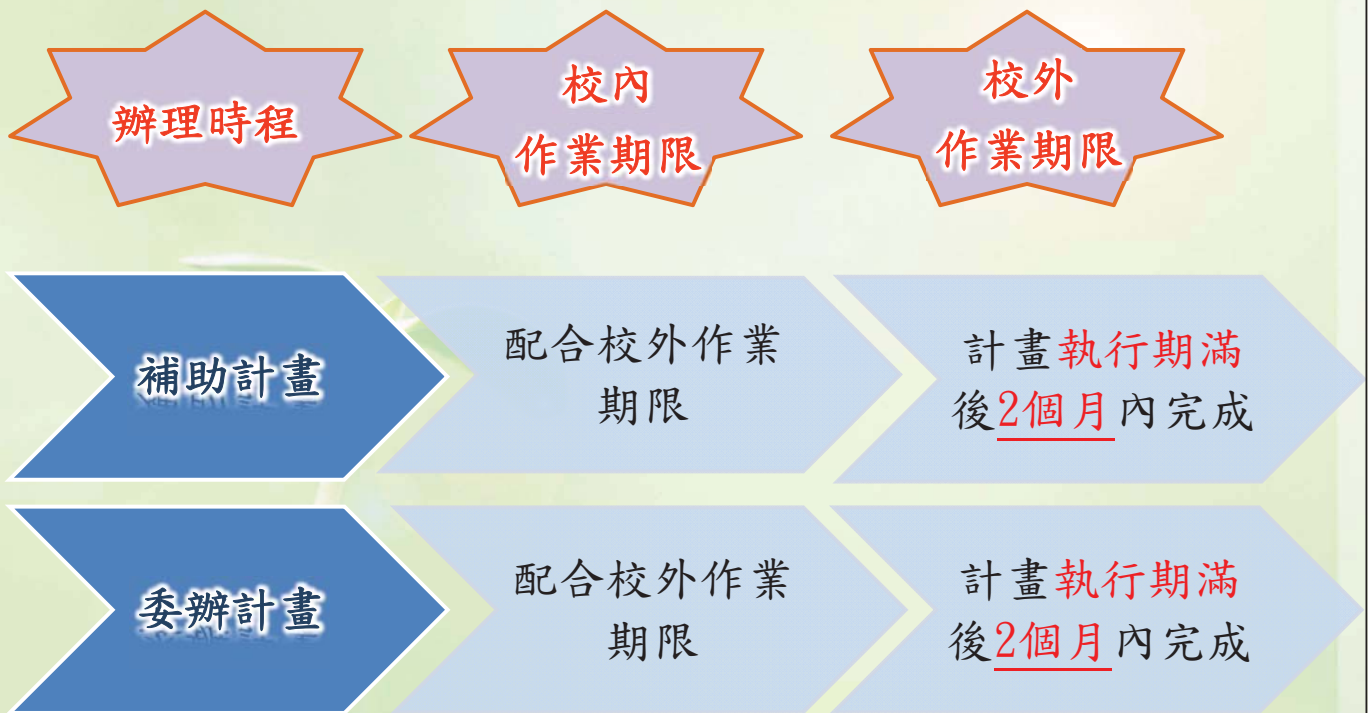 辦理時程
校內
作業期限
校外
作業期限
補助計畫
配合校外作業
期限
計畫執行期滿
後2個月內完成
委辦計畫
配合校外作業
期限
計畫執行期滿
後2個月內完成